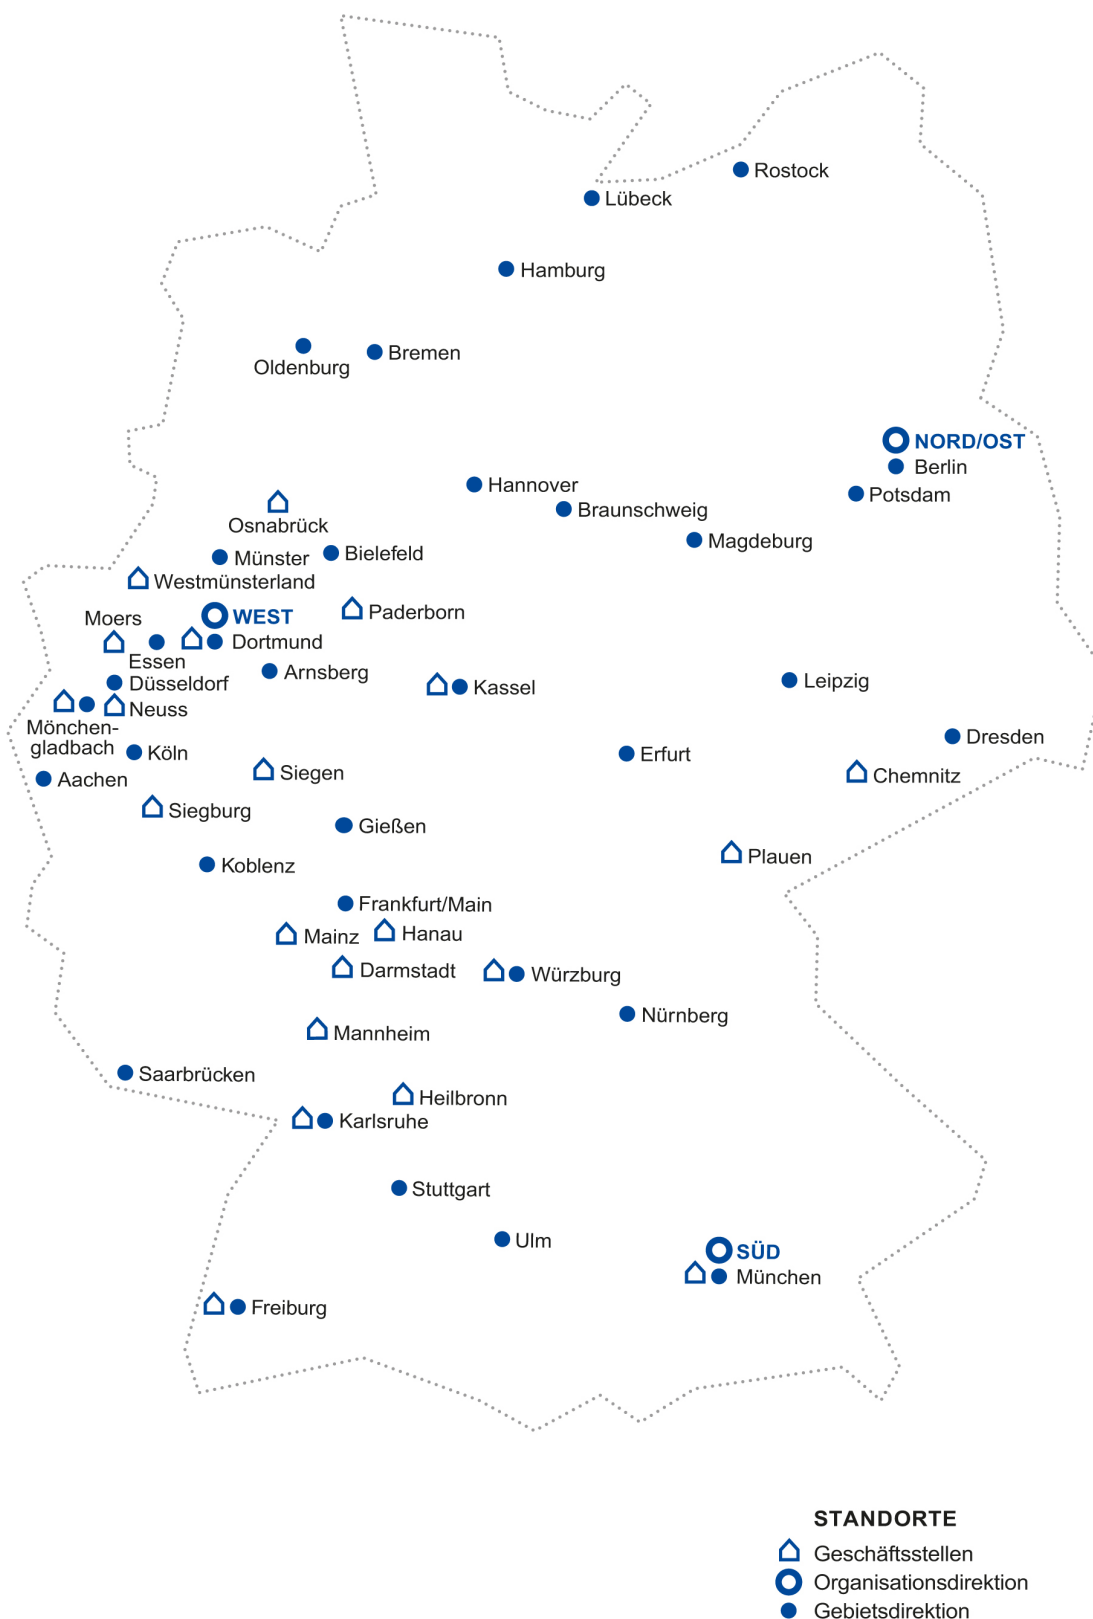 Rostock
Lübeck
Hamburg
Oldenburg
Bremen
NORD/OST
Berlin
Potsdam
Hannover
Braunschweig
Magdeburg
Osnabrück
Münster
Bielefeld
Westmünsterland
Paderborn
Moers
WEST
Dortmund
Essen
Arnsberg
Düsseldorf
Kassel
Leipzig
Neuss
Mönchen-
gladbach
Köln
Erfurt
Dresden
Aachen
Siegen
Chemnitz
Siegburg
Gießen
Plauen
Koblenz
Frankfurt/Main
Mainz
Hanau
Darmstadt
Würzburg
Nürnberg
Mannheim
Saarbrücken
Heilbronn
Karlsruhe
Stuttgart
Ulm
SÜD
München
Freiburg
STANDORTE
Geschäftsstellen
Organisationsdirektion
Gebietsdirektion